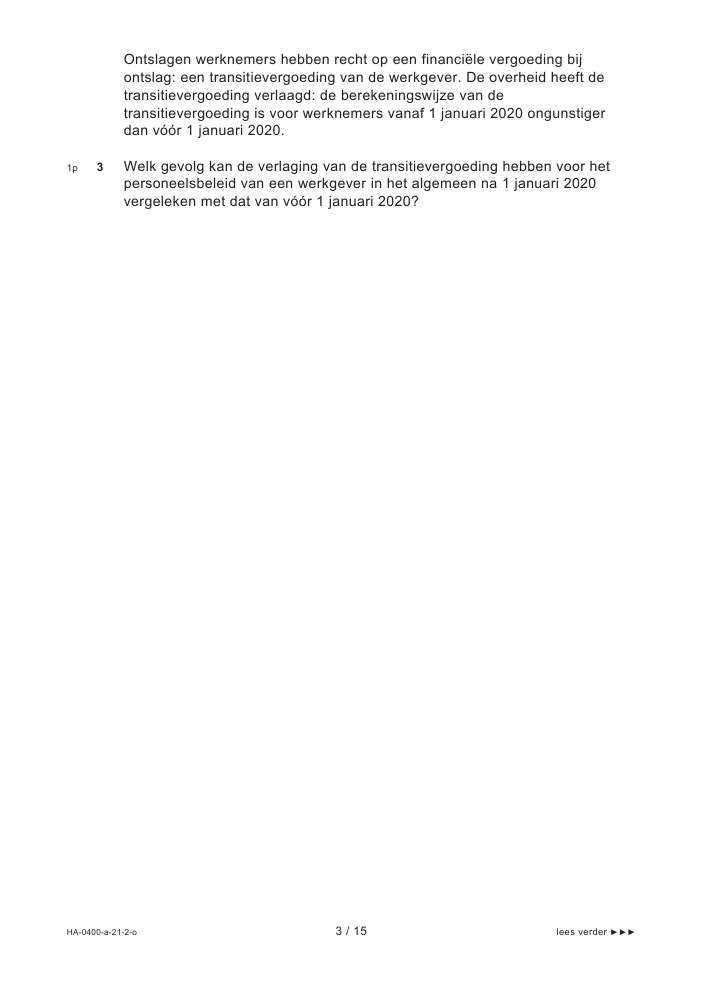 Ontslagen werknemers hebben recht op een financiële vergoeding bij
ontslag: een transitievergoeding van de werkgever. De overheid heeft de
transitievergoeding verlaagd: de berekeningswijze van de
transitievergoeding is voor werknemers vanaf 1 januari 2020 ongunstiger
dan vóór 1 januari 2020.
1p 3 Welk gevolg kan de verlaging van de transitievergoeding hebben voor het
personeelsbeleid van een werkgever in het algemeen na 1 januari 2020
vergeleken met dat van vóór 1 januari 2020?
HA-0400-a-21-2-o 3 / 15 lees verder ►►►